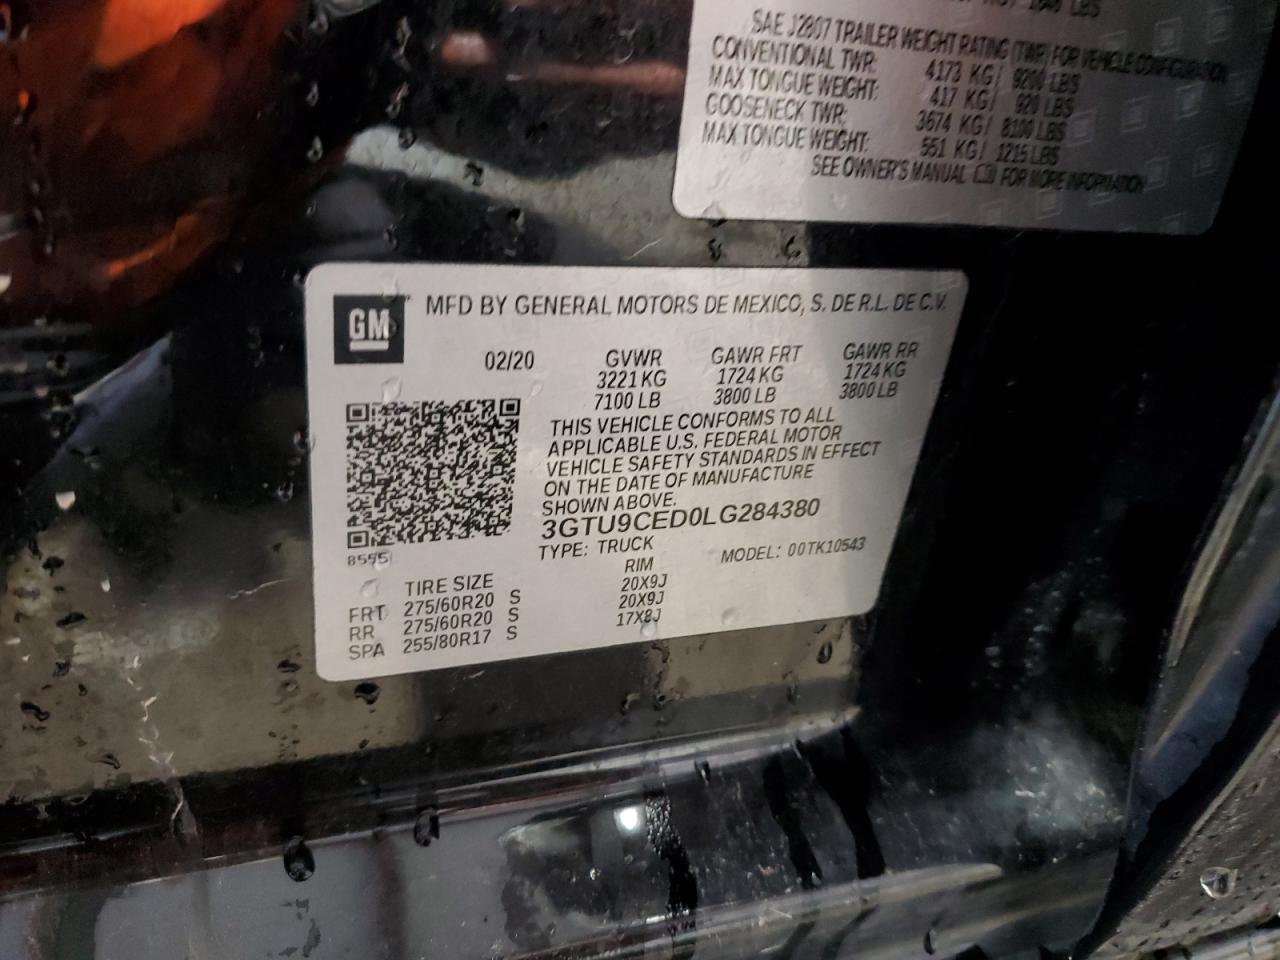 LBS
SAE J2807 TRAILER WEIGHT RATING (TWR) FOR VEHICLE CONFIGURATION
CONVENTIONAL TWR: 4173 KG/ 9200 LBS
MAX TONGUE WEIGHT: 417 KG/ 920 LBS
GOOSENECK TWR: 3674 KG/ 8100 LBS
MAX TONGUE WEIGHT: 551 KG/ 1215 LBS
SEE OWNER'S MANUAL FOR MORE INFORMATION
GM MFD BY GENERAL MOTORS DE MEXICO, S. DE R.L. DE C.V.
02/20 GVWR GAWR FRT GAWR RR
3221 KG 1724 KG 1724 KG
7100 LB 3800 LB 3800 LB
THIS VEHICLE CONFORMS TO ALL
APPLICABLE U.S. FEDERAL MOTOR
VEHICLE SAFETY STANDARDS IN EFFECT
ON THE DATE OF MANUFACTURE
SHOWN ABOVE.
3GTU9CED0LG284380
8555
TYPE: TRUCK MODEL: 00TK10543
TIRE SIZE RIM
FRT 275/60R20 S 20X9J
RR 275/60R20 S 20X9J
SPA 255/80R17 S 17X8J